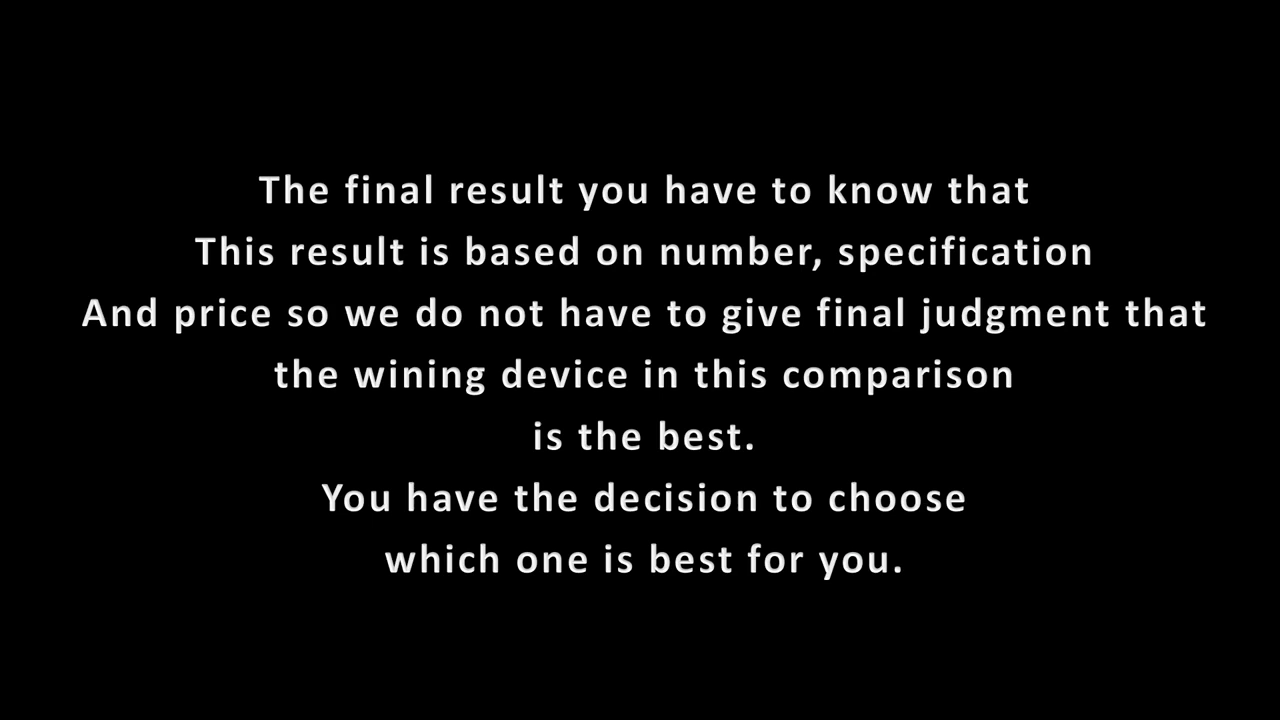 The final result you have to know that
This result is based on number, specification
And price so we do not have to give final judgment that
the wining device in this comparison
is the best.
You have the decision to choose
which one is best for you.